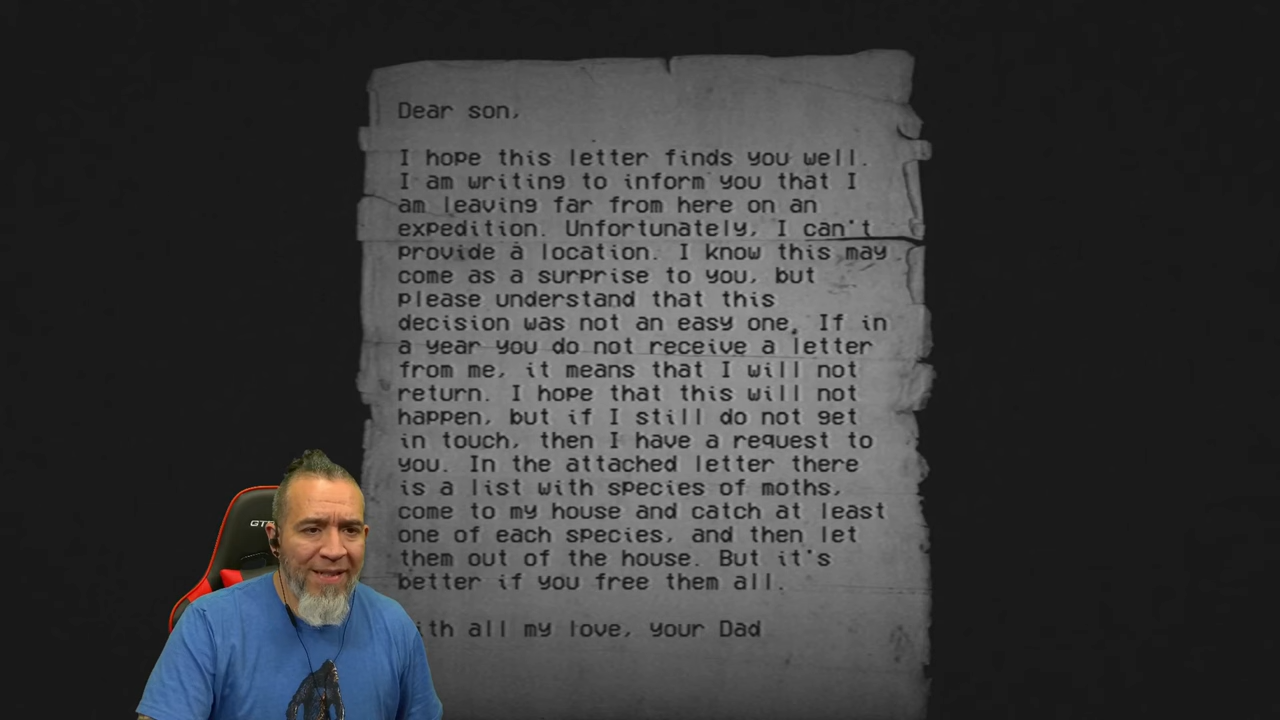 Dear son,
I hope this letter finds you well.
I am writing to inform you that I
am leaving far from here on an
expedition. Unfortunately, I can't
provide a location. I know this may
come as a surprise to you, but
please understand that this
decision was not an easy one. If in
a year you do not receive a letter
from me, it means that I will not
return. I hope that this will not
happen, but if I still do not get
in touch, then I have a request to
you. In the attached letter there
is a list with species of moths,
come to my house and catch at least
one of each species, and then let
them out of the house. But it's
better if you free them all.
ith all my love, your Dad
GT